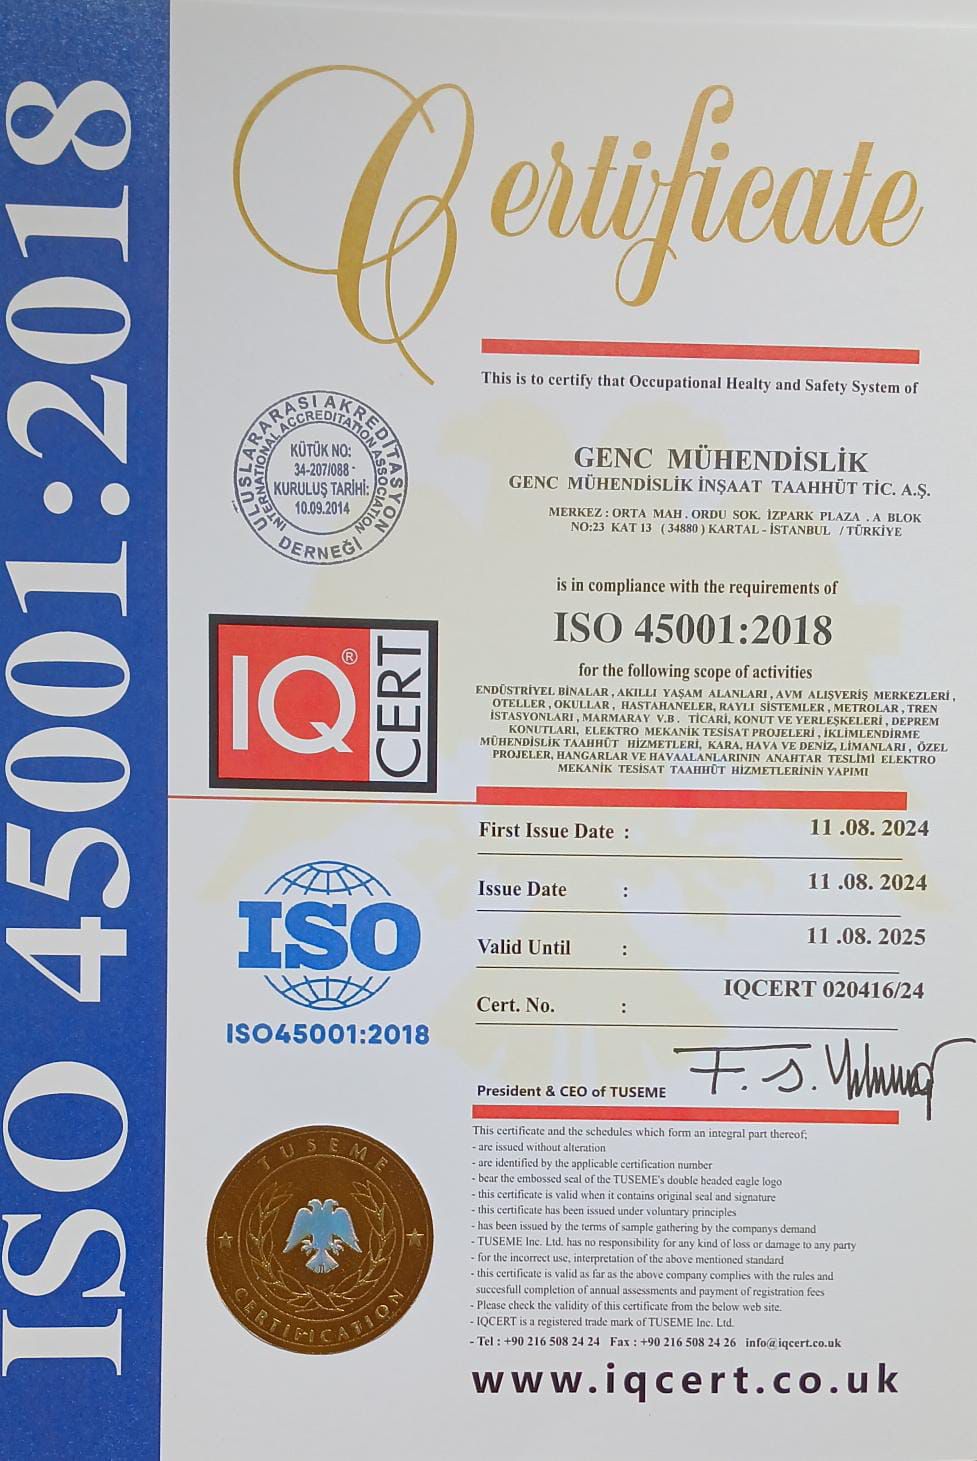 ISO 45001:2018
Certificate
This is to certify that Occupational Healty and Safety System of
ULUSLARARASI AKREDİTASYON DERNEĞİ
INTERNATIONAL ACCREDITATION ASSOCIATION
KÜTÜK NO:
34-207/088 -
KURULUŞ TARİHİ:
10.09.2014
GENC MÜHENDİSLİK
GENC MÜHENDİSLİK İNŞAAT TAAHHÜT TİC. A.Ş.
MERKEZ : ORTA MAH . ORDU SOK. İZPARK PLAZA . A BLOK
NO:23 KAT 13 ( 34880 ) KARTAL - İSTANBUL / TÜRKİYE
is in compliance with the requirements of
ISO 45001:2018
for the following scope of activities
ENDÜSTRİYEL BİNALAR , AKILLI YAŞAM ALANLARI , AVM ALIŞVERİŞ MERKEZLERİ ,
OTELLER , OKULLAR , HASTAHANELER, RAYLI SİSTEMLER , METROLAR , TREN
İSTASYONLARI , MARMARAY V.B . TİCARİ, KONUT VE YERLEŞKELERİ , DEPREM
KONUTLARI, ELEKTRO MEKANİK TESİSAT PROJELERİ , İKLİMLENDİRME
MÜHENDİSLİK TAAHHÜT HİZMETLERİ, KARA, HAVA VE DENİZ, LİMANLARI , ÖZEL
PROJELER, HANGARLAR VE HAVAALANLARININ ANAHTAR TESLİMİ ELEKTRO
MEKANİK TESİSAT TAAHHÜT HİZMETLERİNİN YAPIMI
IQ® CERT
First Issue Date : 11 .08. 2024
Issue Date : 11 .08. 2024
Valid Until : 11 .08. 2025
Cert. No. : IQCERT 020416/24
ISO
ISO45001:2018
President & CEO of TUSEME
TUSEME
CERTIFICATION
This certificate and the schedules which form an integral part thereof;
- are issued without alteration
- are identified by the applicable certification number
- bear the embossed seal of the TUSEME's double headed eagle logo
- this certificate is valid when it contains original seal and signature
- this certificate has been issued under voluntary principles
- has been issued by the terms of sample gathering by the companys demand
- TUSEME Inc. Ltd. has no responsibility for any kind of loss or damage to any party
- for the incorrect use, interpretation of the above mentioned standard
- this certificate is valid as far as the above company complies with the rules and
succesfull completion of annual assessments and payment of registration fees
- Please check the validity of this certificate from the below web site.
- IQCERT is a registered trade mark of TUSEME Inc. Ltd.
- Tel : +90 216 508 24 24 Fax : +90 216 508 24 26 info@iqcert.co.uk
www.iqcert.co.uk